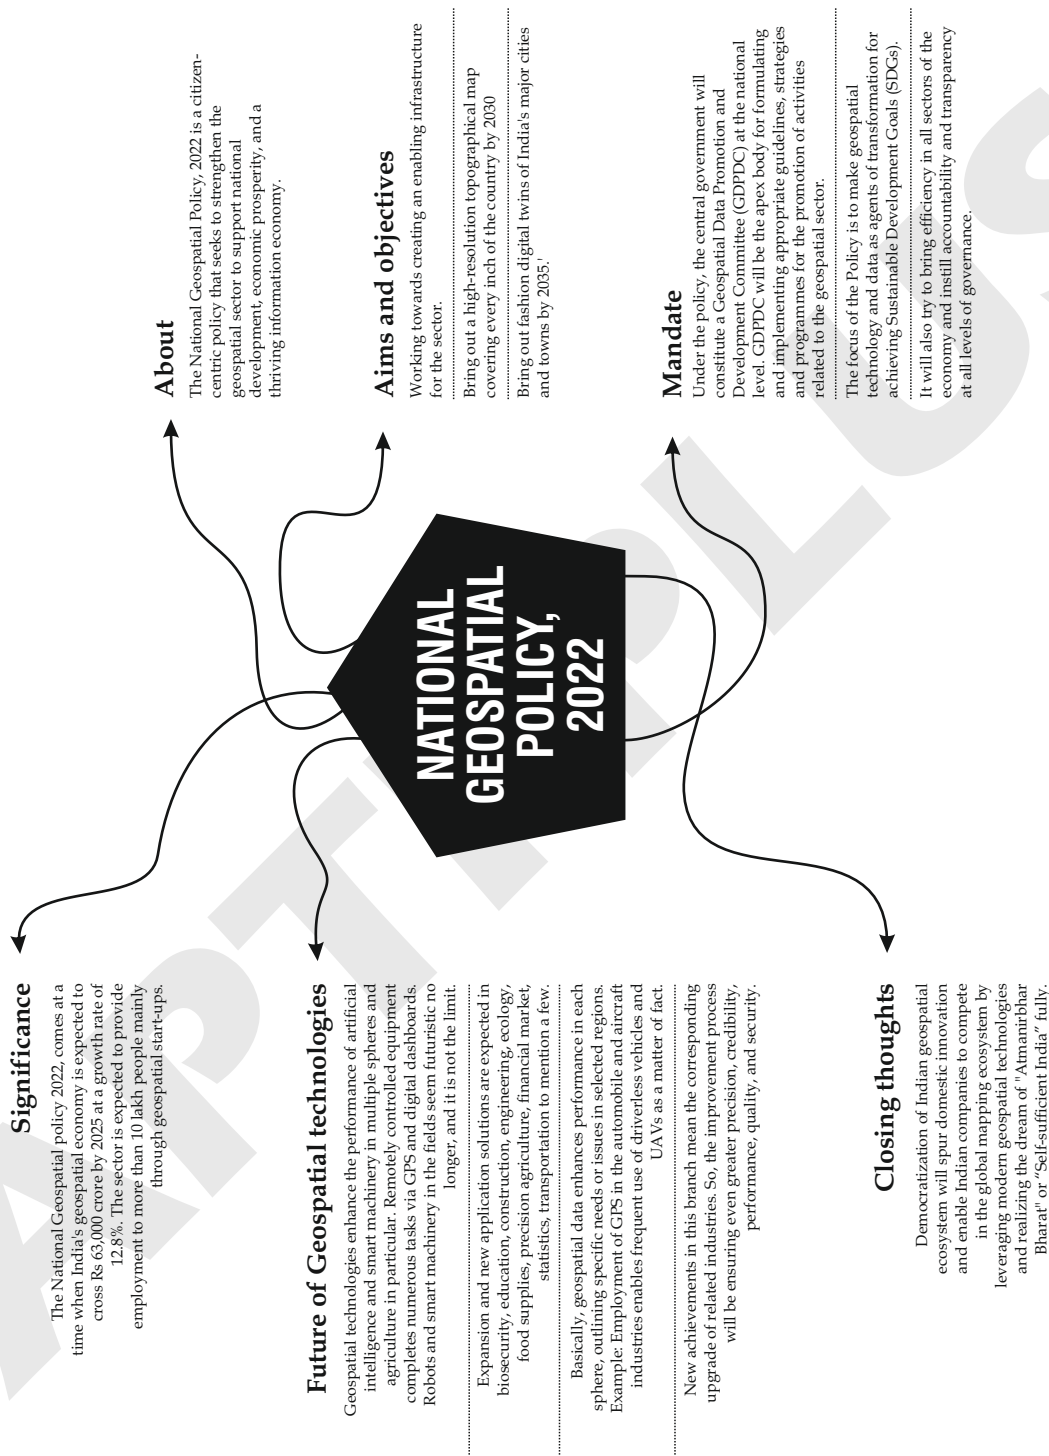 NATIONAL
GEOSPATIAL
POLICY,
2022
Significance
The National Geospatial policy 2022, comes at a
time when India's geospatial economy is expected to
cross Rs 63,000 crore by 2025 at a growth rate of
12.8%. The sector is expected to provide
employment to more than 10 lakh people mainly
through geospatial start-ups.
Future of Geospatial technologies
Geospatial technologies enhance the performance of artificial
intelligence and smart machinery in multiple spheres and
agriculture in particular. Remotely controlled equipment
completes numerous tasks via GPS and digital dashboards.
Robots and smart machinery in the fields seem futuristic no
longer, and it is not the limit.
Expansion and new application solutions are expected in
biosecurity, education, construction, engineering, ecology,
food supplies, precision agriculture, financial market,
statistics, transportation to mention a few.
Basically, geospatial data enhances performance in each
sphere, outlining specific needs or issues in selected regions.
Example: Employment of GPS in the automobile and aircraft
industries enables frequent use of driverless vehicles and
UAVs as a matter of fact.
New achievements in this branch mean the corresponding
upgrade of related industries. So, the improvement process
will be ensuring even greater precision, credibility,
performance, quality, and security.
Closing thoughts
Democratization of Indian geospatial
ecosystem will spur domestic innovation
and enable Indian companies to compete
in the global mapping ecosystem by
leveraging modern geospatial technologies
and realizing the dream of "Atmanirbhar
Bharat" or “Self-sufficient India” fully.
About
The National Geospatial Policy, 2022 is a citizen-
centric policy that seeks to strengthen the
geospatial sector to support national
development, economic prosperity, and a
thriving information economy.
Aims and objectives
Working towards creating an enabling infrastructure
for the sector.
Bring out a high-resolution topographical map
covering every inch of the country by 2030
Bring out fashion digital twins of India's major cities
and towns by 2035.'
Mandate
Under the policy, the central government will
constitute a Geospatial Data Promotion and
Development Committee (GDPDC) at the national
level. GDPDC will be the apex body for formulating
and implementing appropriate guidelines, strategies
and programmes for the promotion of activities
related to the geospatial sector.
The focus of the Policy is to make geospatial
technology and data as agents of transformation for
achieving Sustainable Development Goals (SDGs).
It will also try to bring efficiency in all sectors of the
economy and instill accountability and transparency
at all levels of governance.